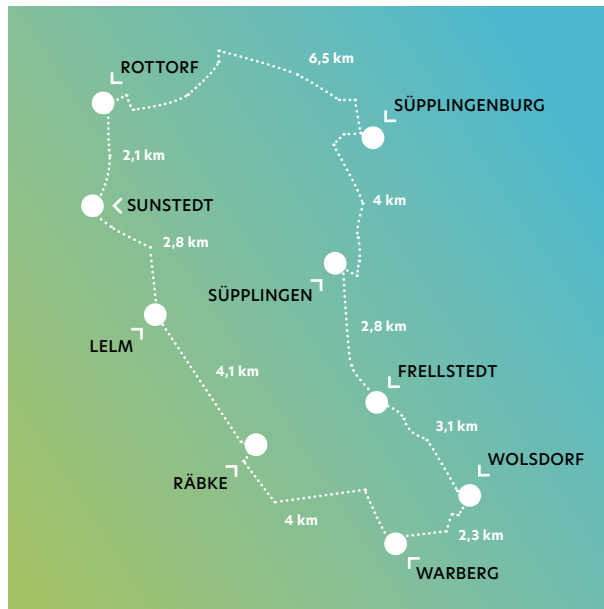 6,5 km
ROTTORF
SÜPPLINGENBURG
2,1 km
4 km
SUNSTEDT
2,8 km
SÜPPLINGEN
2,8 km
LELM
4,1 km
FRELLSTEDT
3,1 km
WOLSDORF
RÄBKE
4 km
2,3 km
WARBERG